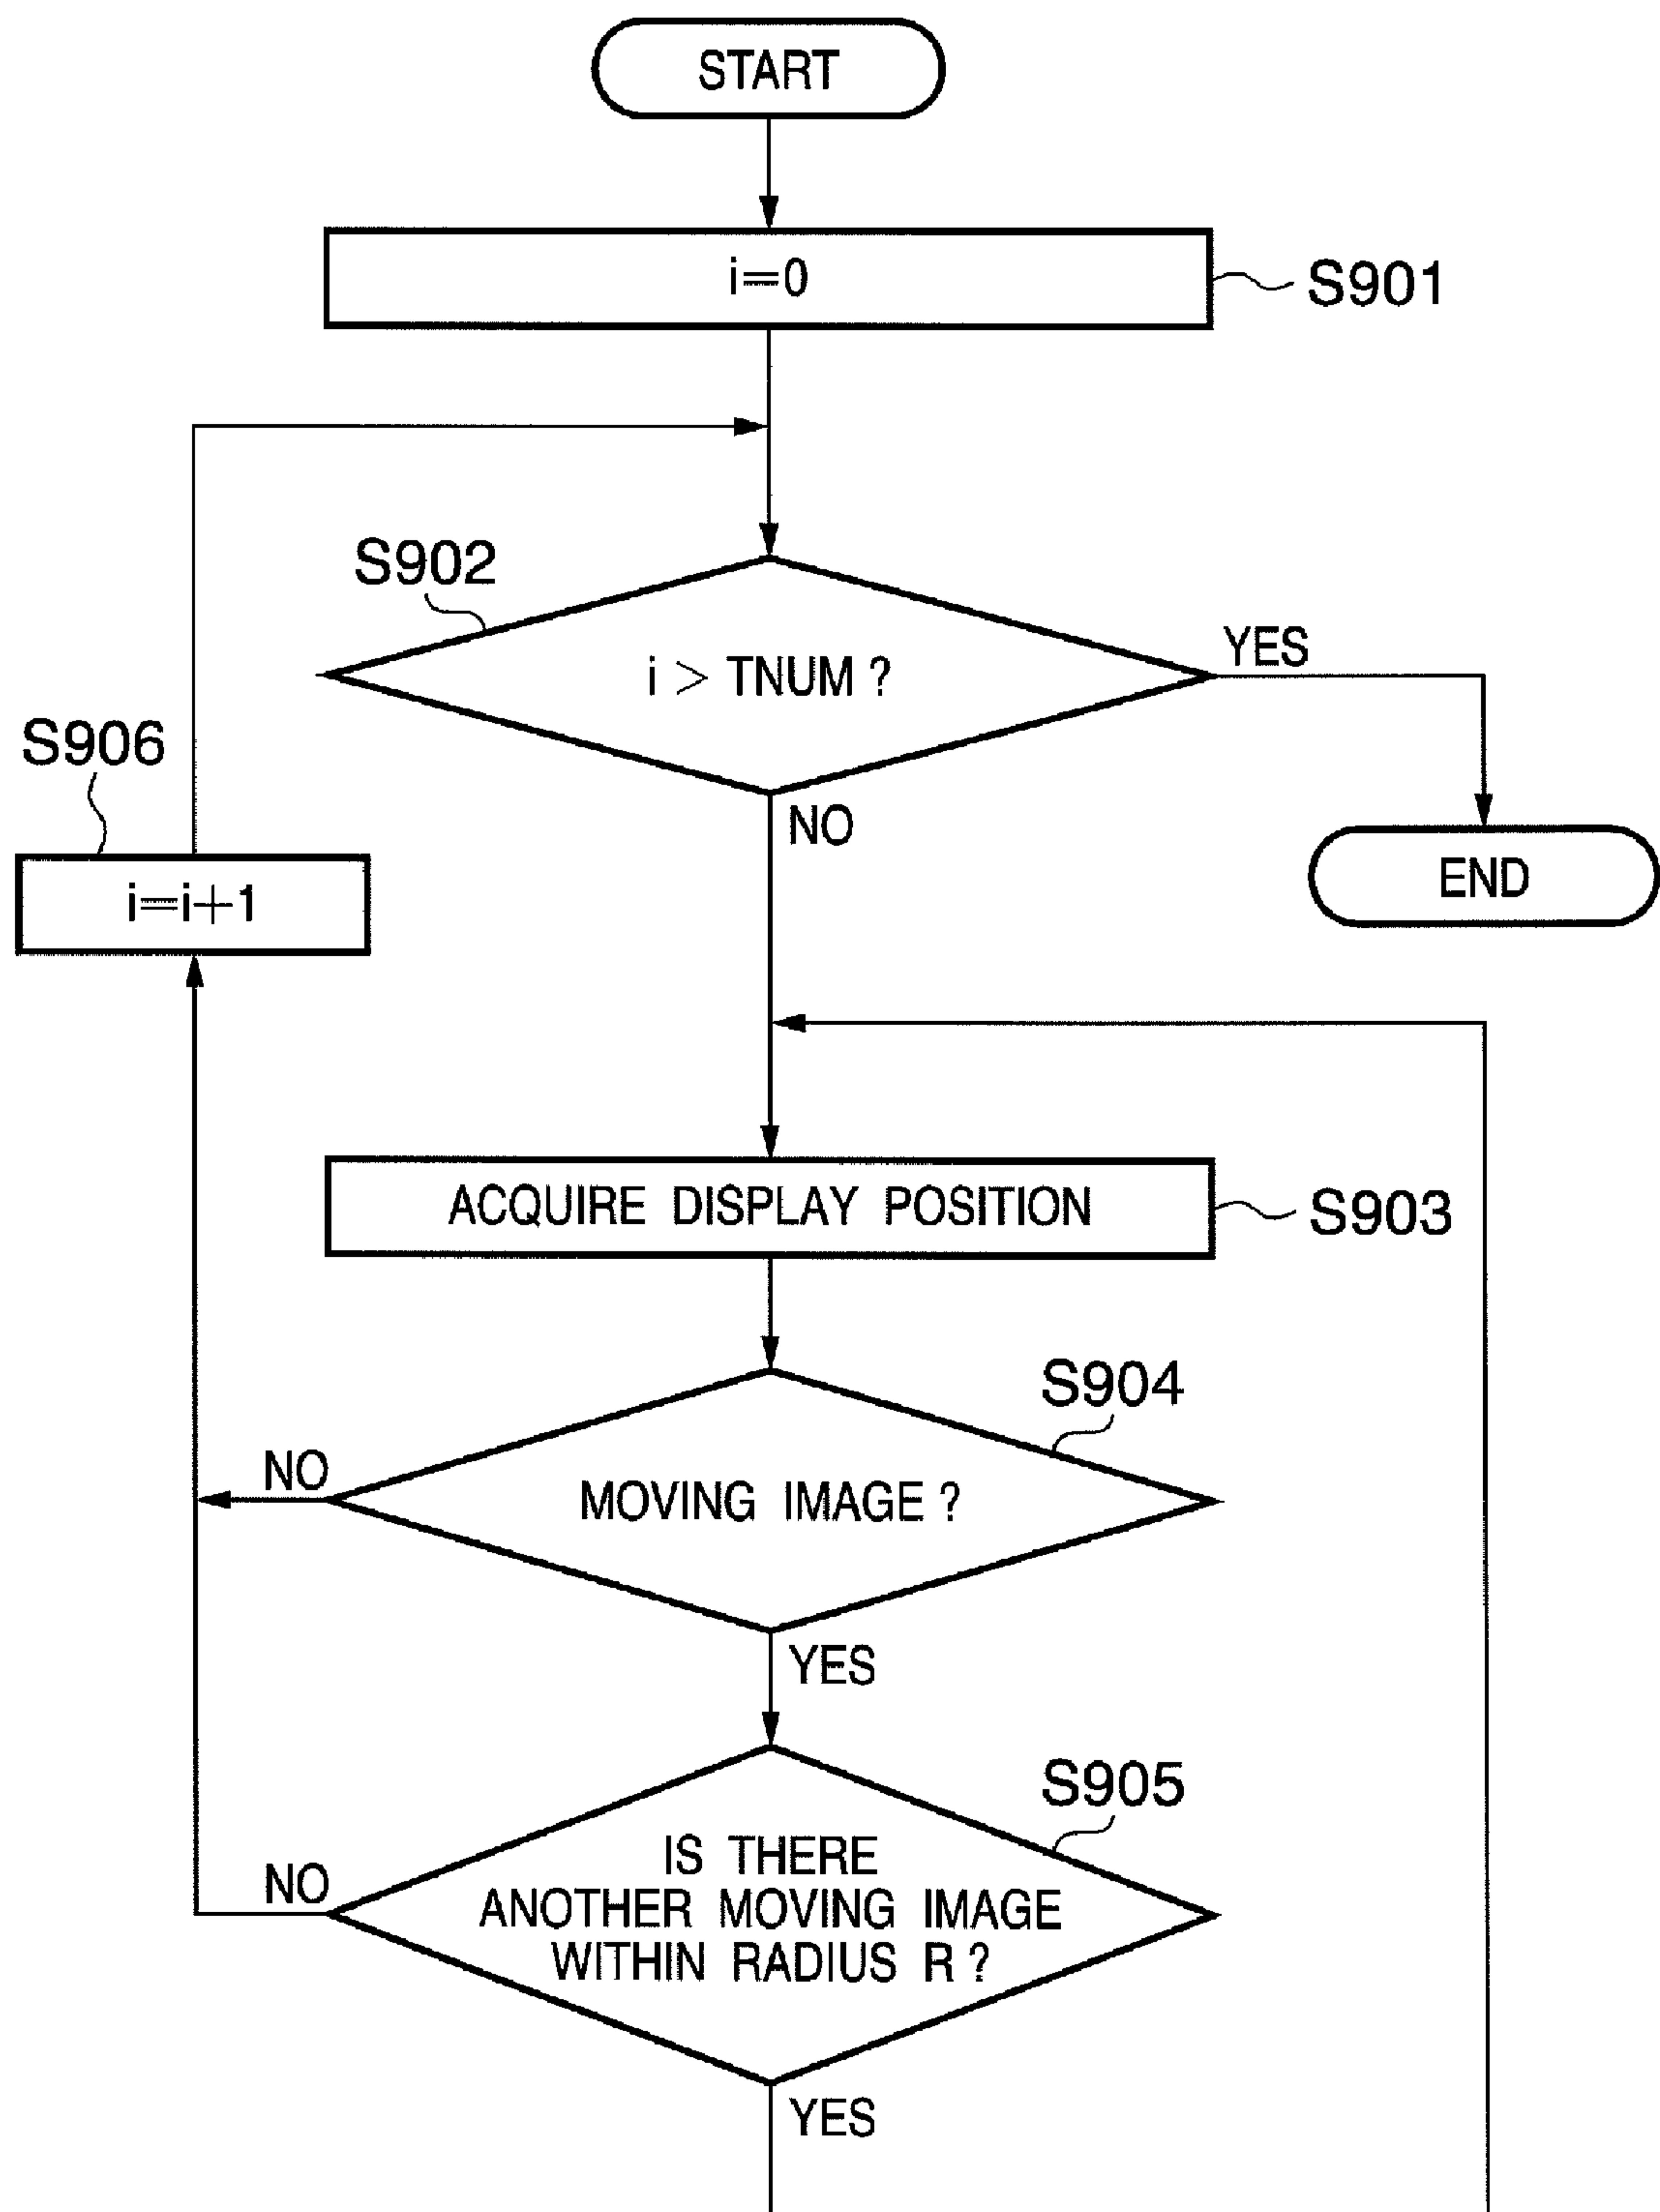 START
i=0
S901
S902
i > TNUM ?
YES
NO
END
S906
i=i+1
ACQUIRE DISPLAY POSITION
S903
S904
MOVING IMAGE ?
NO
YES
S905
IS THERE
ANOTHER MOVING IMAGE
WITHIN RADIUS R ?
NO
YES